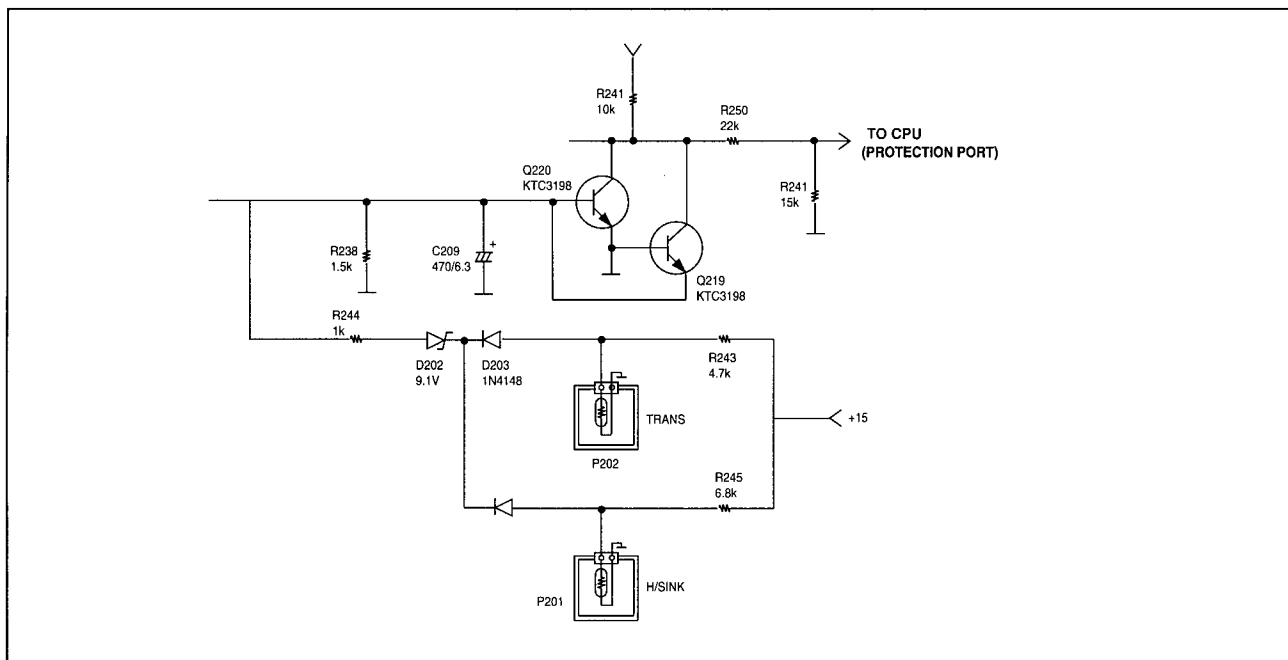 R241
10k
R250
22k
TO CPU
(PROTECTION PORT)
Q220
KTC3198
R241
15k
R238
1.5k
C209
470/6.3
+
Q219
KTC3198
R244
1k
D202
9.1V
D203
1N4148
R243
4.7k
TRANS
+15
P202
R245
6.8k
H/SINK
P201